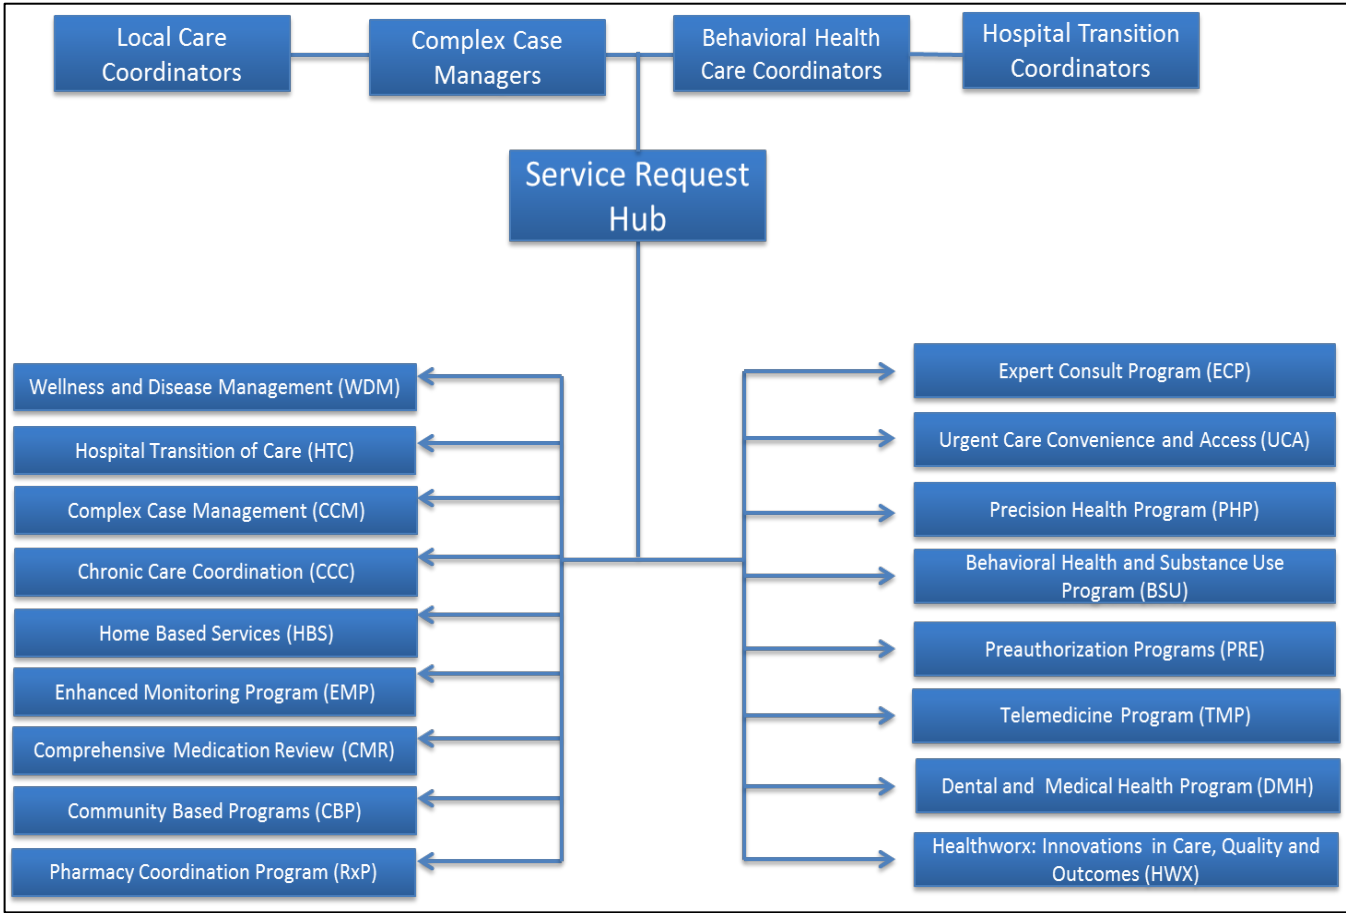 Local Care
Coordinators
Complex Case
Managers
Behavioral Health
Care Coordinators
Hospital Transition
Coordinators
Service Request
Hub
Wellness and Disease Management (WDM)
Hospital Transition of Care (HTC)
Complex Case Management (CCM)
Chronic Care Coordination (CCC)
Home Based Services (HBS)
Enhanced Monitoring Program (EMP)
Comprehensive Medication Review (CMR)
Community Based Programs (CBP)
Pharmacy Coordination Program (RxP)
Expert Consult Program (ECP)
Urgent Care Convenience and Access (UCA)
Precision Health Program (PHP)
Behavioral Health and Substance Use
Program (BSU)
Preauthorization Programs (PRE)
Telemedicine Program (TMP)
Dental and Medical Health Program (DMH)
Healthworx: Innovations in Care, Quality and
Outcomes (HWX)